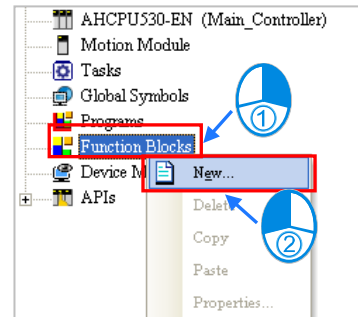 AHCPU530-EN (Main_Controller)
Motion Module
Tasks
Global Symbols
Programs
1
Function Blocks
Device M
New...
APIs
Delete
2
Copy
Paste
Properties...